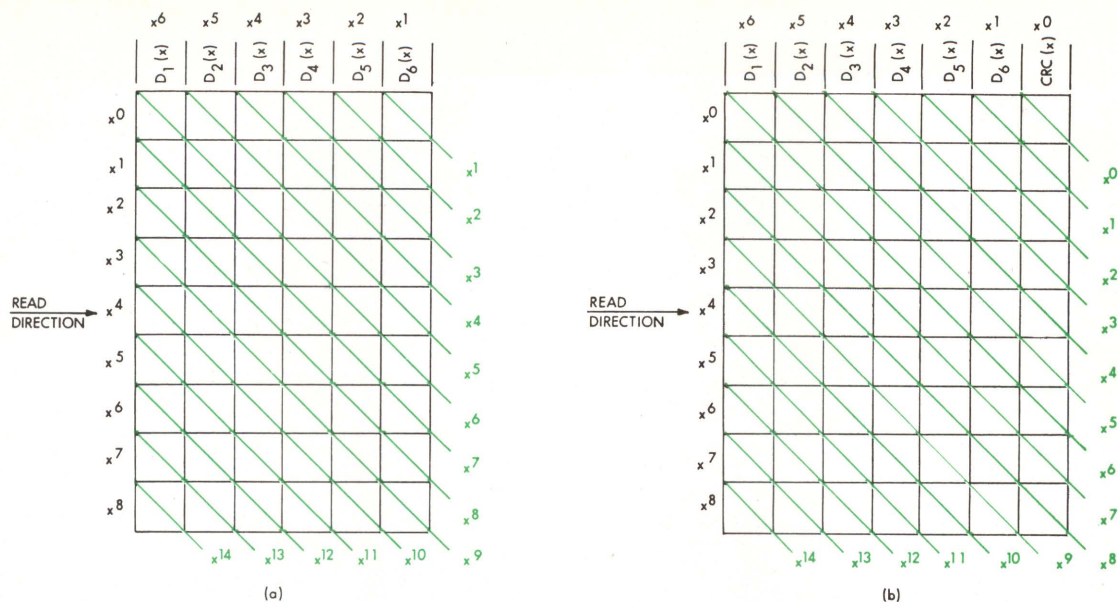 x6 x5 x4 x3 x2 x1
D1(x) D2(x) D3(x) D4(x) D5(x) D6(x)
x0
x1
x2
x3
x4
x5
x6
x7
x8
READ
DIRECTION
x1
x2
x3
x4
x5
x6
x7
x8
x14 x13 x12 x11 x10 x9
(a)
x6 x5 x4 x3 x2 x1 x0
D1(x) D2(x) D3(x) D4(x) D5(x) D6(x) CRC(x)
x0
x1
x2
x3
x4
x5
x6
x7
x8
READ
DIRECTION
x0
x1
x2
x3
x4
x5
x6
x7
x14 x13 x12 x11 x10 x9 x8
(b)